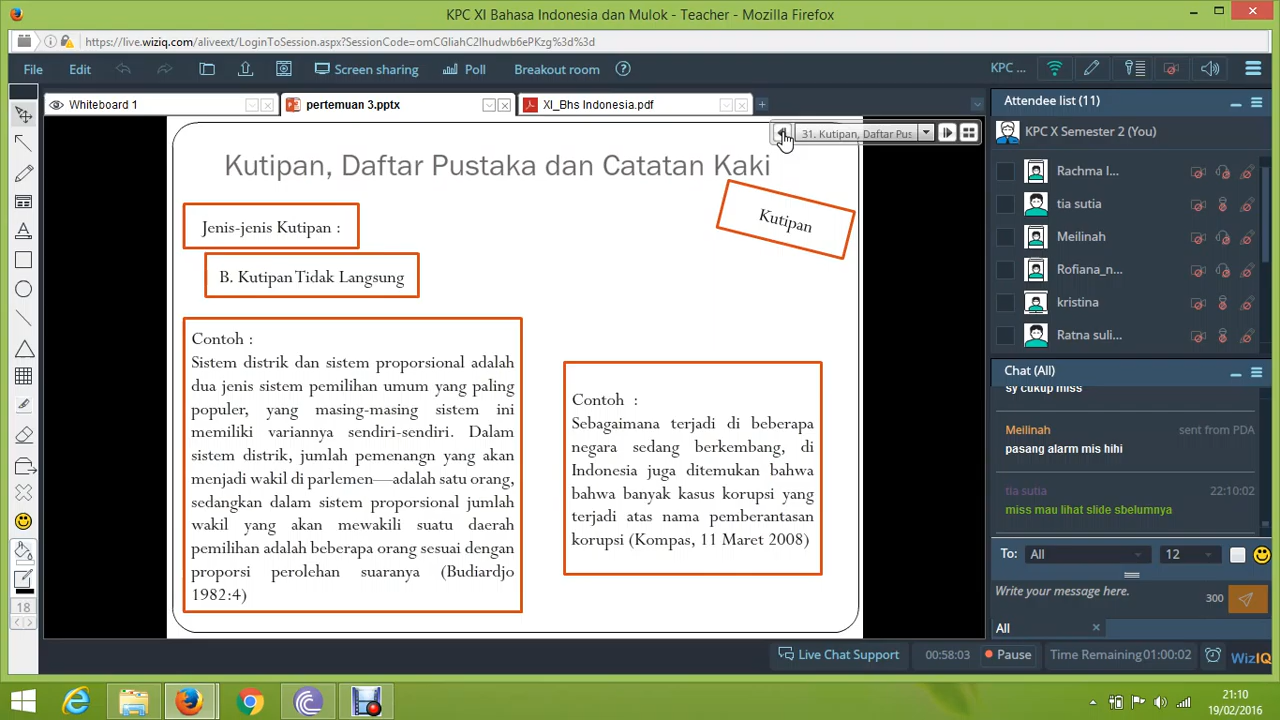 KPC XI Bahasa Indonesia dan Mulok - Teacher - Mozilla Firefox
https://live.wiziq.com/aliveext/LoginToSession.aspx?SessionCode=omCGliahC2Ihudwb6ePKzg%3d%3d
File Edit Screen sharing Poll Breakout room KPC ...
Whiteboard 1 pertemuan 3.pptx XI_Bhs Indonesia.pdf
31. Kutipan, Daftar Pus
Kutipan, Daftar Pustaka dan Catatan Kaki
Kutipan
Jenis-jenis Kutipan :
B. Kutipan Tidak Langsung
Contoh :
Sistem distrik dan sistem proporsional adalah
dua jenis sistem pemilihan umum yang paling
populer, yang masing-masing sistem ini
memiliki variannya sendiri-sendiri. Dalam
sistem distrik, jumlah pemenangn yang akan
menjadi wakil di parlemen—adalah satu orang,
sedangkan dalam sistem proporsional jumlah
wakil yang akan mewakili suatu daerah
pemilihan adalah beberapa orang sesuai dengan
proporsi perolehan suaranya (Budiardjo
1982:4)
Contoh :
Sebagaimana terjadi di beberapa
negara sedang berkembang, di
Indonesia juga ditemukan bahwa
bahwa banyak kasus korupsi yang
terjadi atas nama pemberantasan
korupsi (Kompas, 11 Maret 2008)
18
Attendee list (11)
KPC X Semester 2 (You)
Rachma I...
tia sutia
Meilinah
Rofiana_n...
kristina
Ratna suli...
Chat (All)
sy cukup miss
Meilinah sent from PDA
pasang alarm mis hihi
tia sutia 22:10:02
miss mau lihat slide sbelumnya
To: All 12
Write your message here. 300
All
Live Chat Support 00:58:03 Pause Time Remaining 01:00:02 WizIQ
21:10
19/02/2016